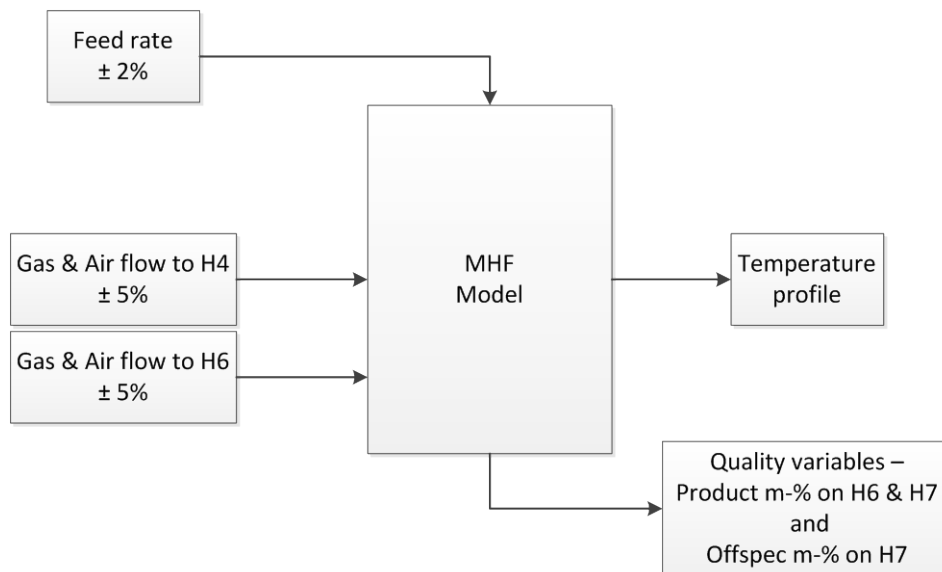 Feed rate
± 2%
Gas & Air flow to H4
± 5%
Gas & Air flow to H6
± 5%
MHF
Model
Temperature
profile
Quality variables –
Product m-% on H6 & H7
and
Offspec m-% on H7